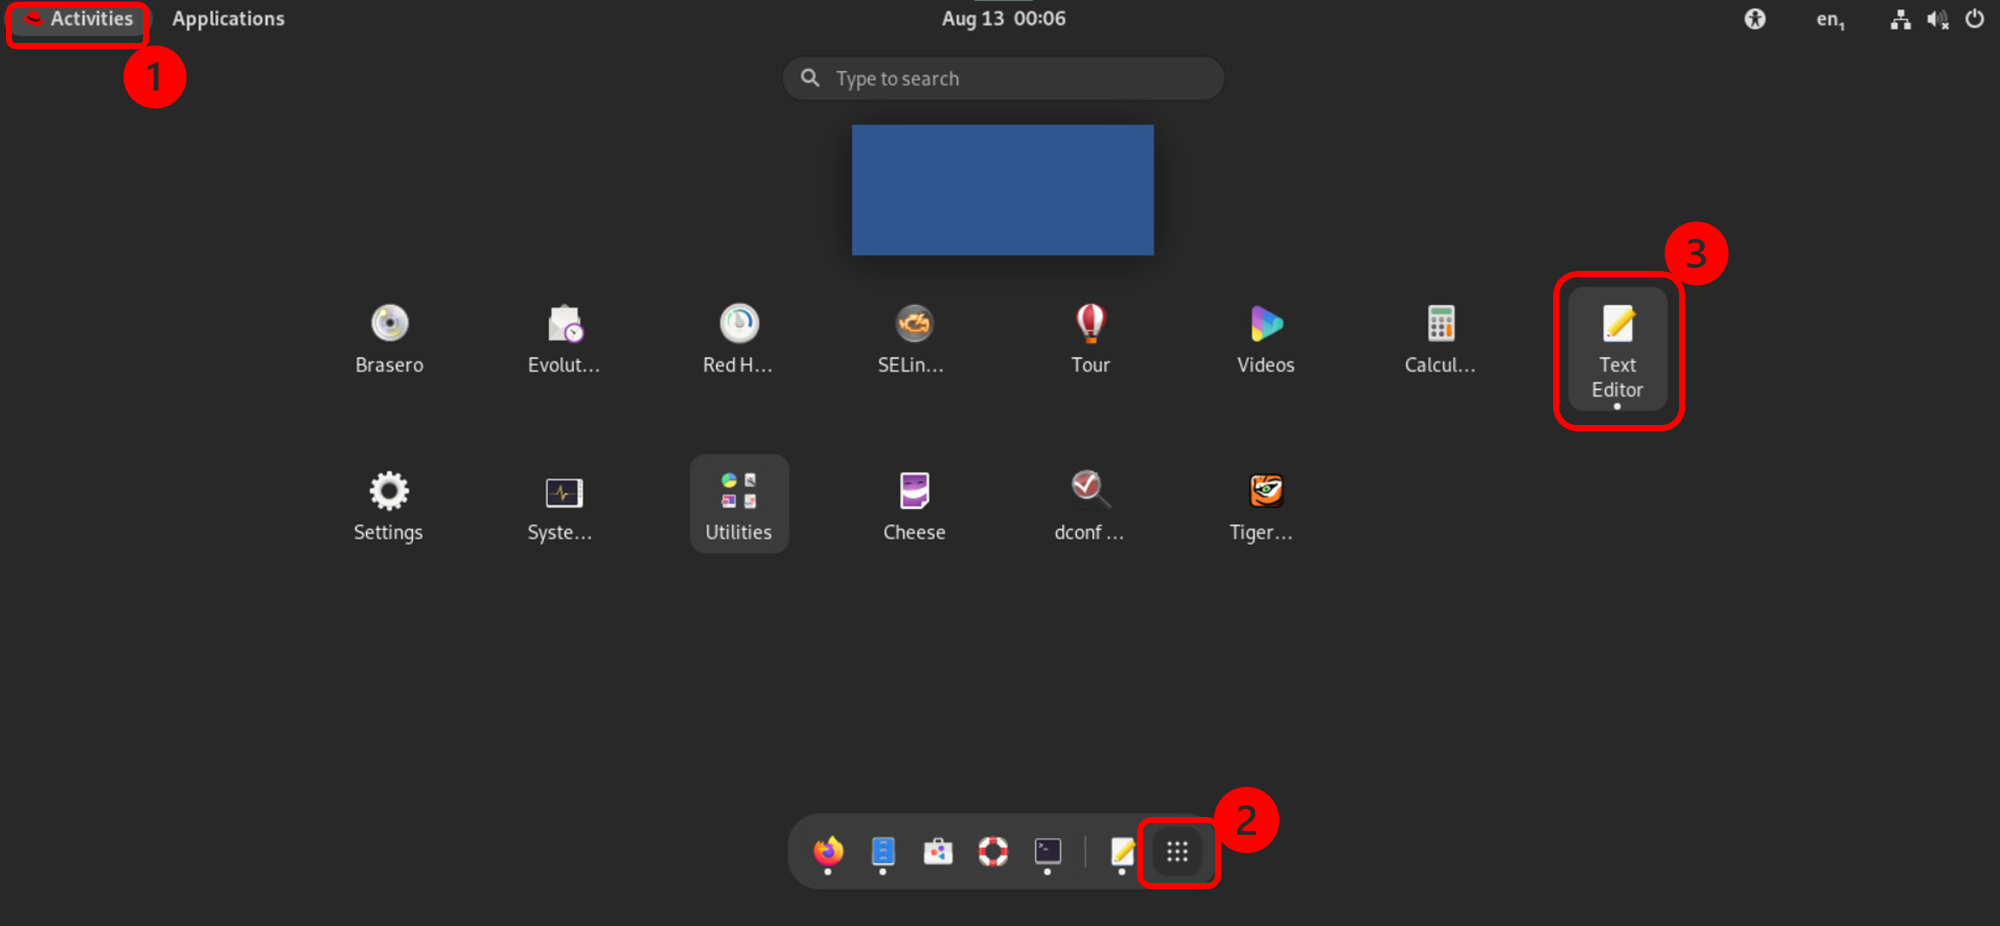 Activities Applications Aug 13 00:06 en₁
1
Type to search
3
Brasero Evolut... Red H... SELin... Tour Videos Calcul... Text
Editor
Settings Syste... Utilities Cheese dconf ... Tiger...
2